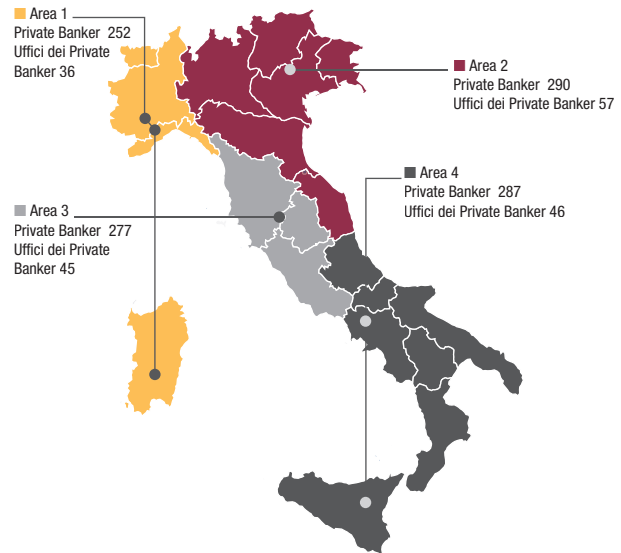 Area 1
Private Banker 252
Uffici dei Private
Banker 36
Area 2
Private Banker 290
Uffici dei Private Banker 57
Area 4
Private Banker 287
Uffici dei Private Banker 46
Area 3
Private Banker 277
Uffici dei Private
Banker 45